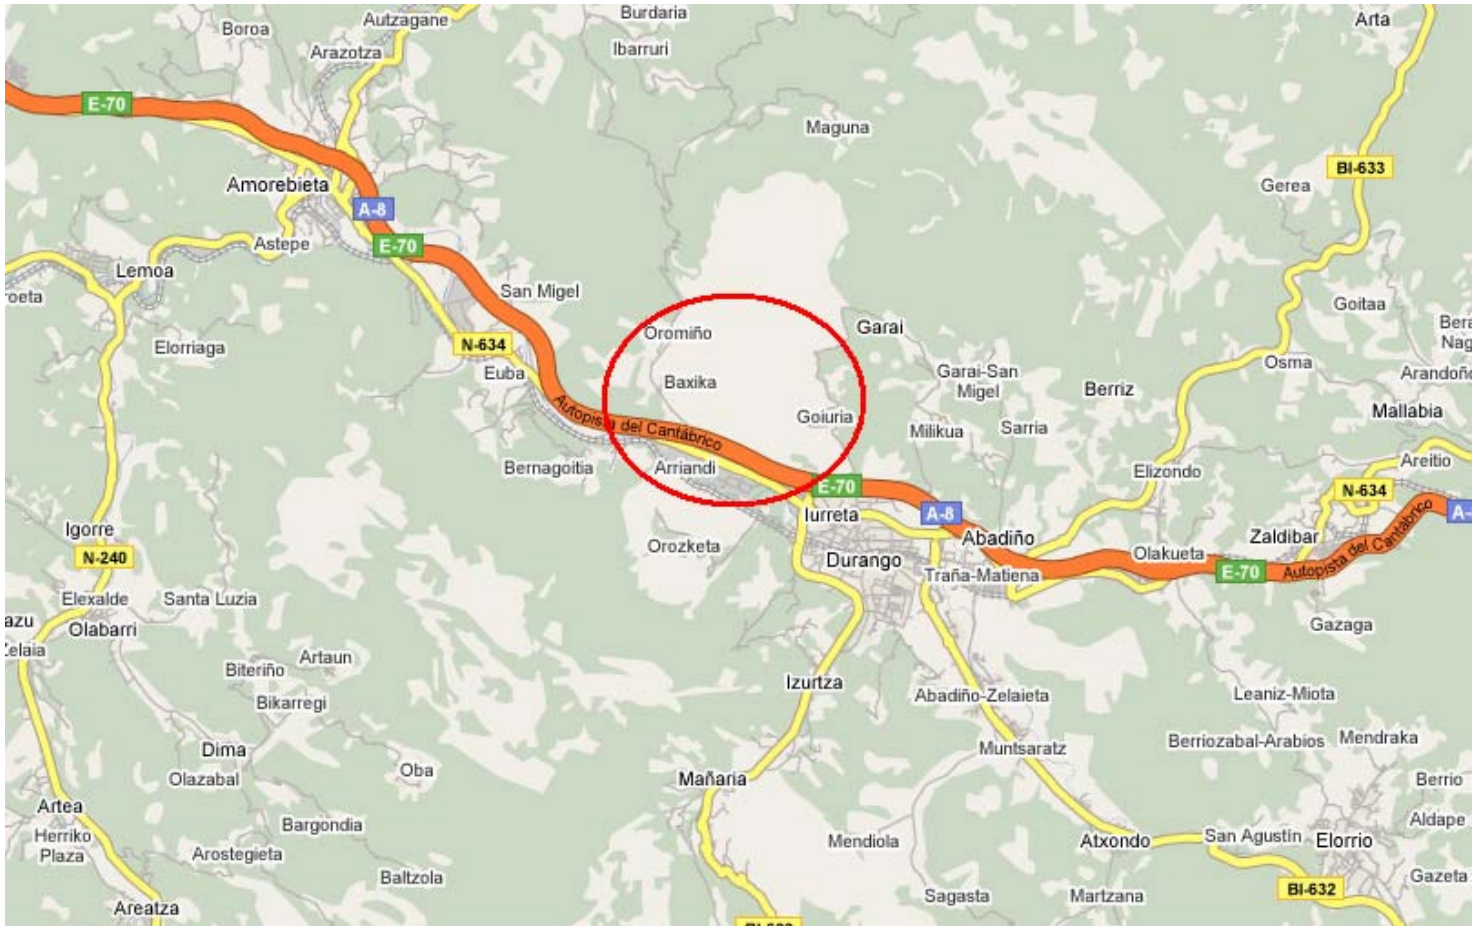 Burdaria
Autzagane
Arta
Boroa
Ibarruri
Arazotza
E-70
Maguna
BI-633
Amorebieta
Gerea
A-8
Astepe
E-70
Lemoa
San Migel
Goitaa
Garai
Oromiño
N-634
Elorriaga
Osma
Euba
Garai-San
Migel
Baxika
Berriz
Mallabia
Goiuria
Autopista del Cantábrico
Milikua
Sarria
Areitio
Bernagoitia
Arriandi
Elizondo
E-70
N-634
Iurreta
A-8
Igorre
Abadiño
Zaldibar
Orozketa
Olakueta
N-240
Durango
Traña-Matiena
E-70
Autopista del Cantábrico
Elexalde
Santa Luzia
Olabarri
Gazaga
Artaun
Biteriño
Izurtza
Abadiño-Zelaieta
Leaniz-Miota
Bikarregi
Dima
Muntsaratz
Berriozabal-Arabios
Mendraka
Olazabal
Oba
Mañaria
Berrio
Artea
Aldape
Herriko
Plaza
Bargondia
Mendiola
Atxondo
San Agustín
Elorrio
Arostegieta
Baltzola
Gazeta
Sagasta
Martzana
BI-632
Areatza